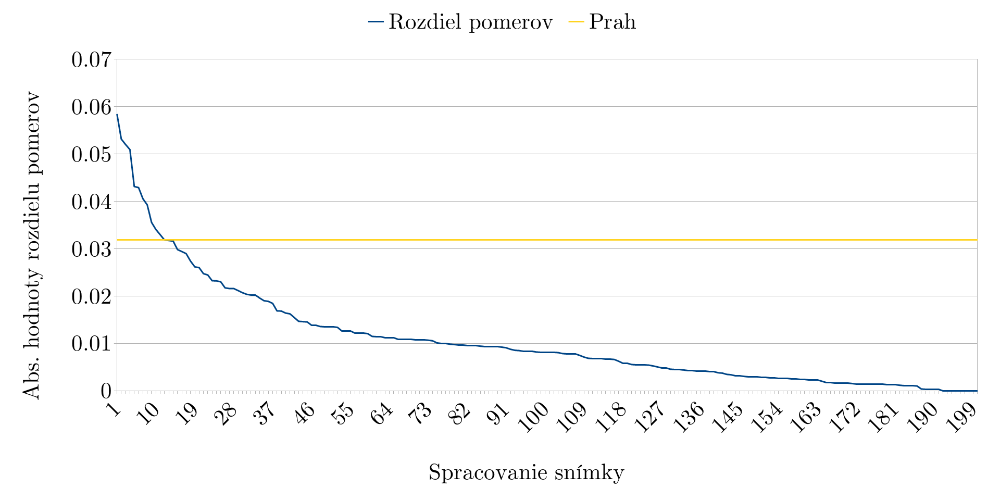 Rozdiel pomerov Prah
Abs. hodnoty rozdielu pomerov
0.07
0.06
0.05
0.04
0.03
0.02
0.01
0
1 10 19 28 37 46 55 64 73 82 91 100 109 118 127 136 145 154 163 172 181 190 199
Spracovanie snímky